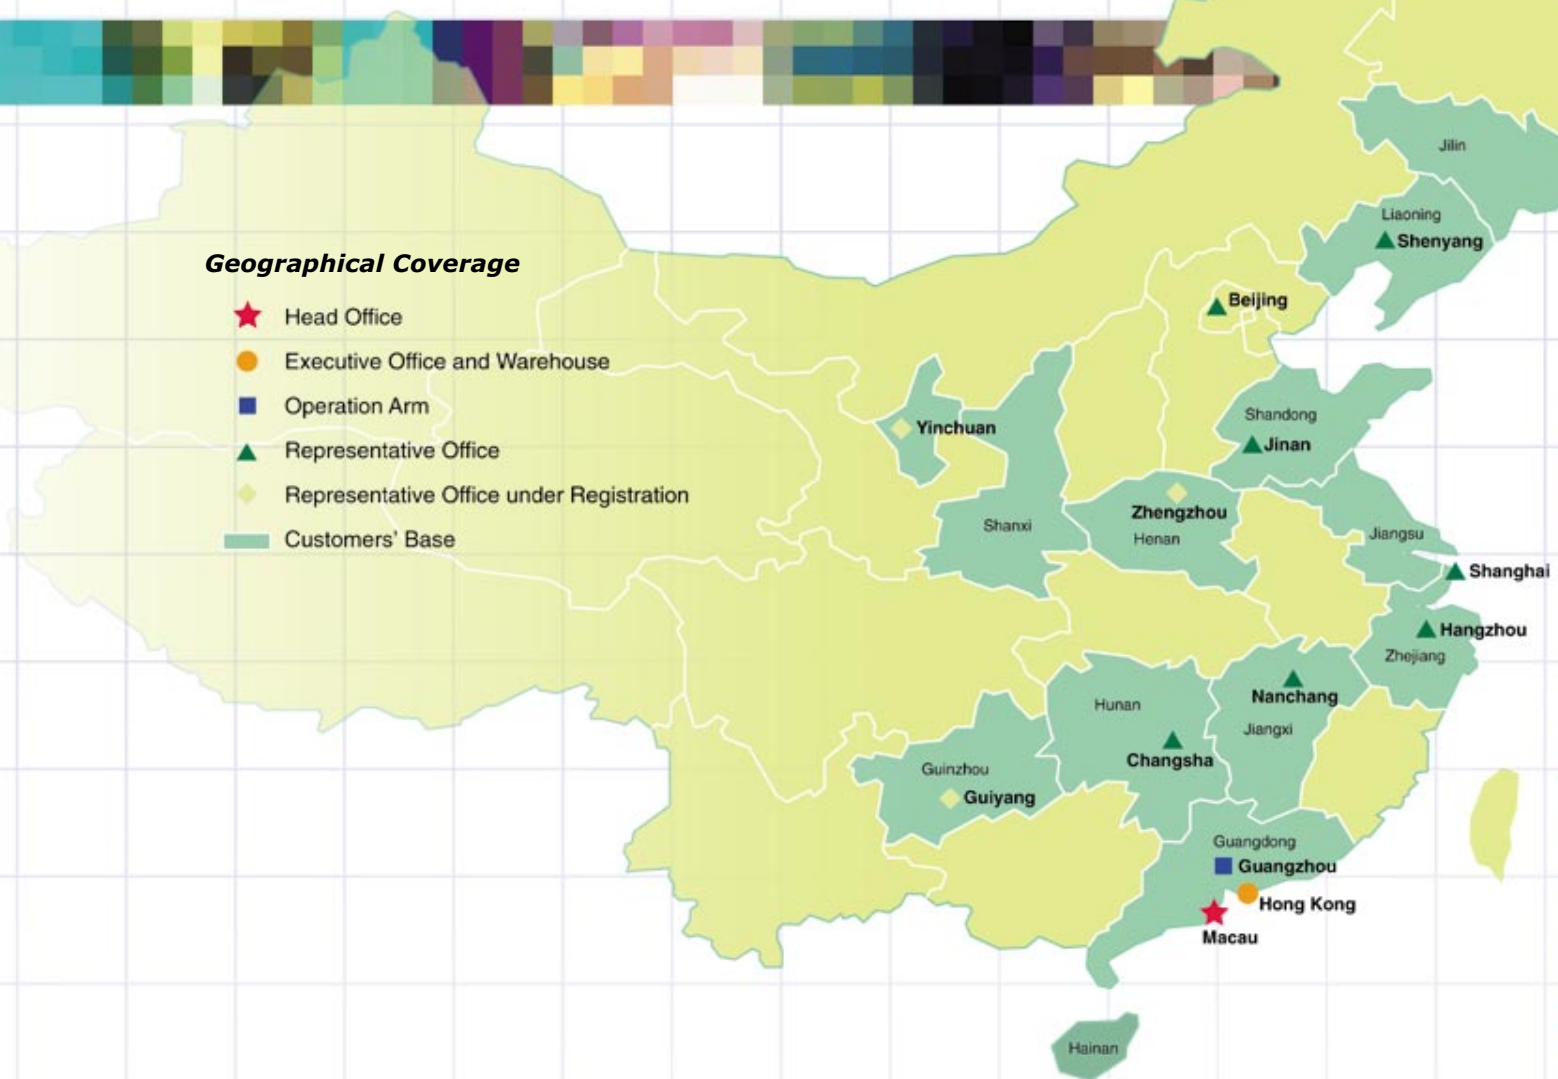 Geographical Coverage
Head Office
Executive Office and Warehouse
Operation Arm
Representative Office
Representative Office under Registration
Customers' Base
Jilin
Liaoning
Shenyang
Beijing
Shandong
Jinan
Yinchuan
Shanxi
Zhengzhou
Henan
Jiangsu
Shanghai
Hangzhou
Zhejiang
Nanchang
Jiangxi
Hunan
Changsha
Guinzhou
Guiyang
Guangdong
Guangzhou
Hong Kong
Macau
Hainan